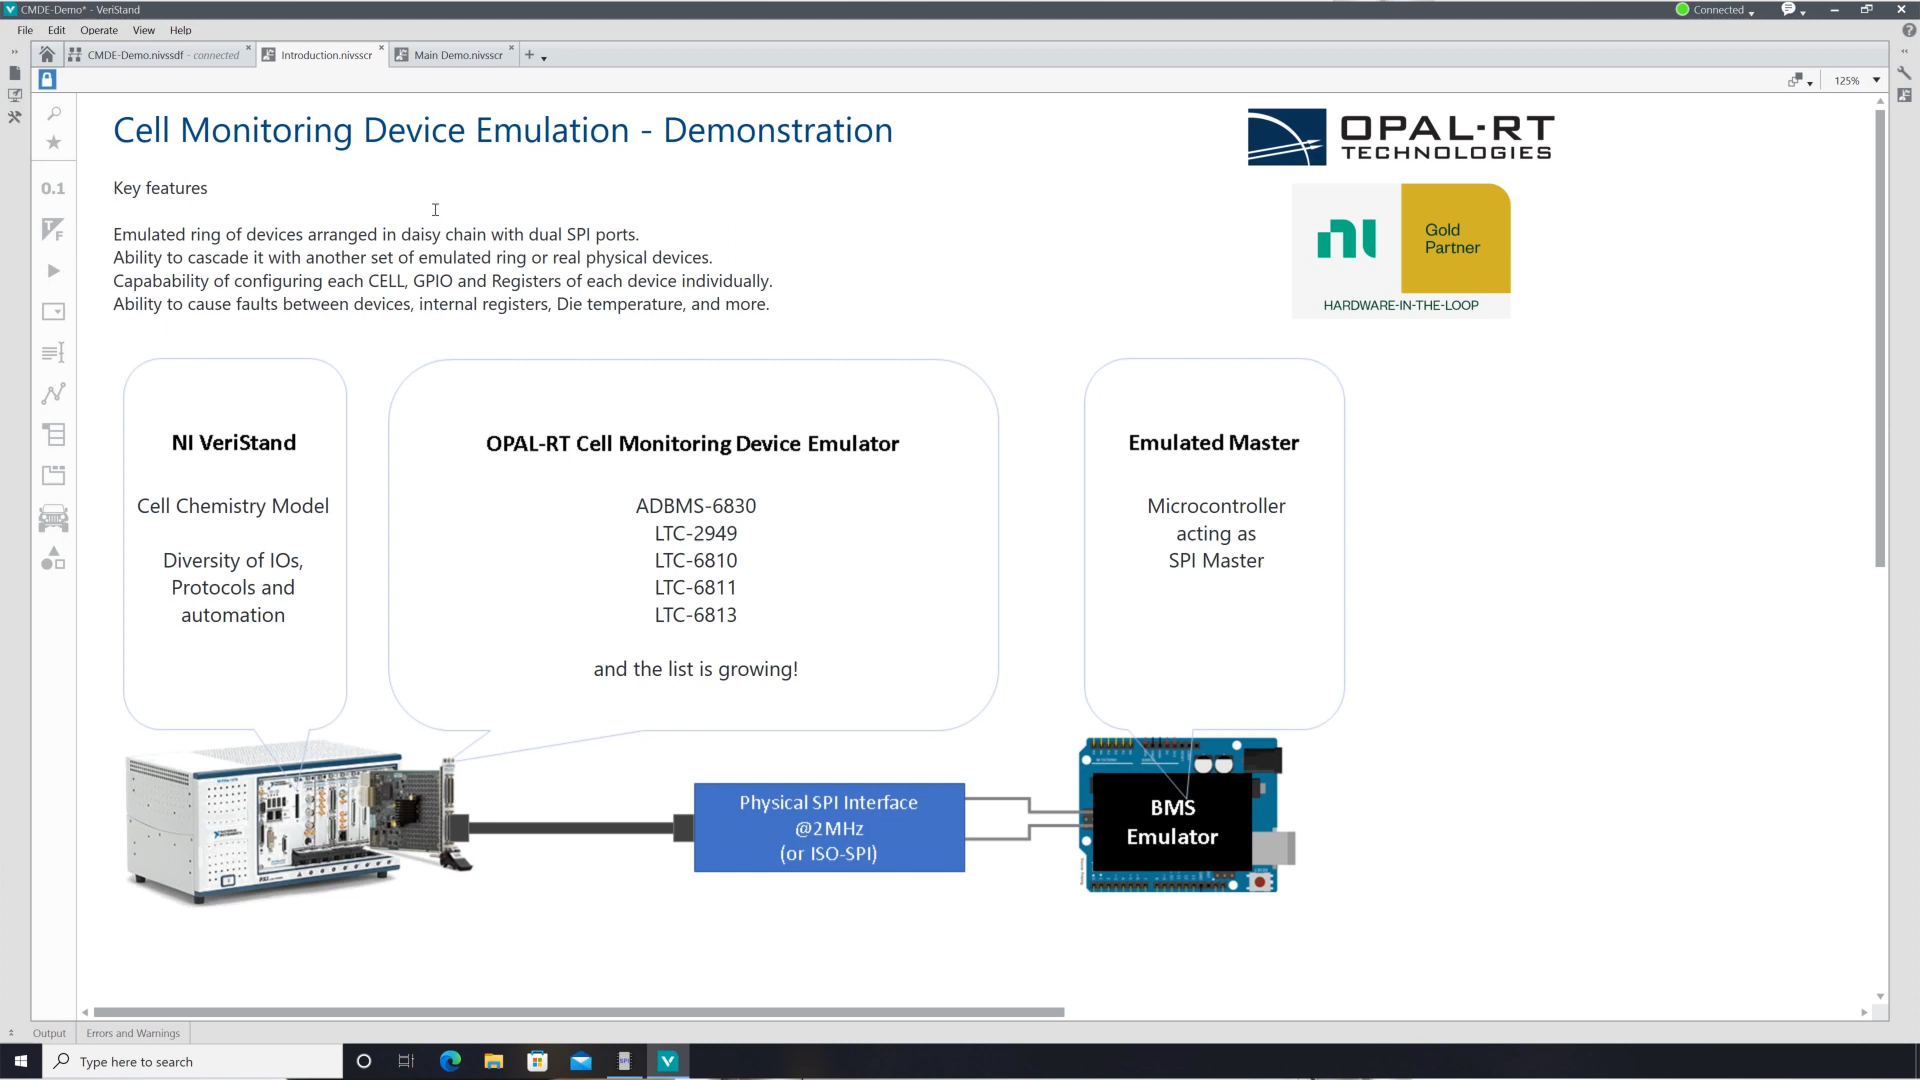 CMDE-Demo* - VeriStand
Connected
File Edit Operate View Help
CMDE-Demo.nivssdf - connected
Introduction.nivsscr
Main Demo.nivsscr
125%
Cell Monitoring Device Emulation - Demonstration
OPAL-RT
TECHNOLOGIES
Key features
Emulated ring of devices arranged in daisy chain with dual SPI ports.
Ability to cascade it with another set of emulated ring or real physical devices.
Capabability of configuring each CELL, GPIO and Registers of each device individually.
Ability to cause faults between devices, internal registers, Die temperature, and more.
ni
Gold
Partner
HARDWARE-IN-THE-LOOP
0.1
NI VeriStand
Cell Chemistry Model
Diversity of IOs,
Protocols and
automation
OPAL-RT Cell Monitoring Device Emulator
ADBMS-6830
LTC-2949
LTC-6810
LTC-6811
LTC-6813
and the list is growing!
Emulated Master
Microcontroller
acting as
SPI Master
Physical SPI Interface
@2MHz
(or ISO-SPI)
BMS
Emulator
Output
Errors and Warnings
Type here to search
SPI